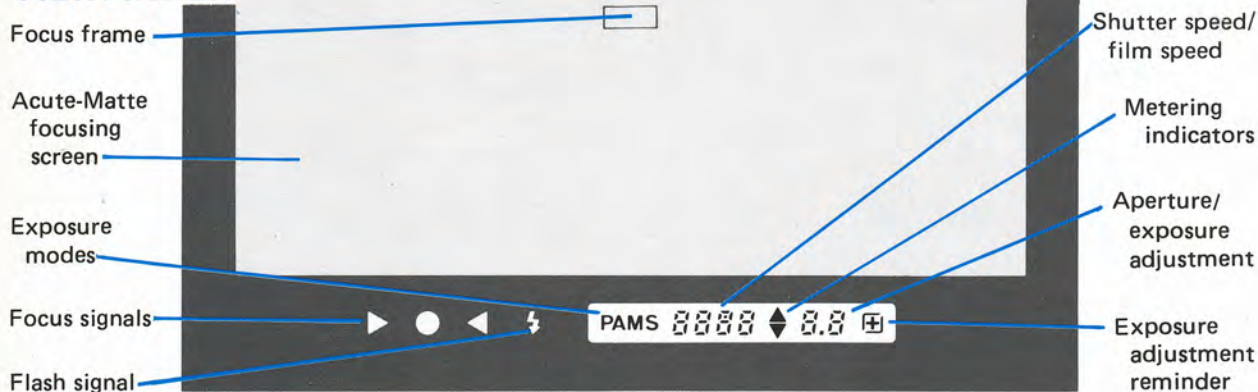 Focus frame
Acute-Matte
focusing
screen
Exposure
modes
Focus signals
Flash signal
PAMS 8888 8.8 +
Shutter speed/
film speed
Metering
indicators
Aperture/
exposure
adjustment
Exposure
adjustment
reminder